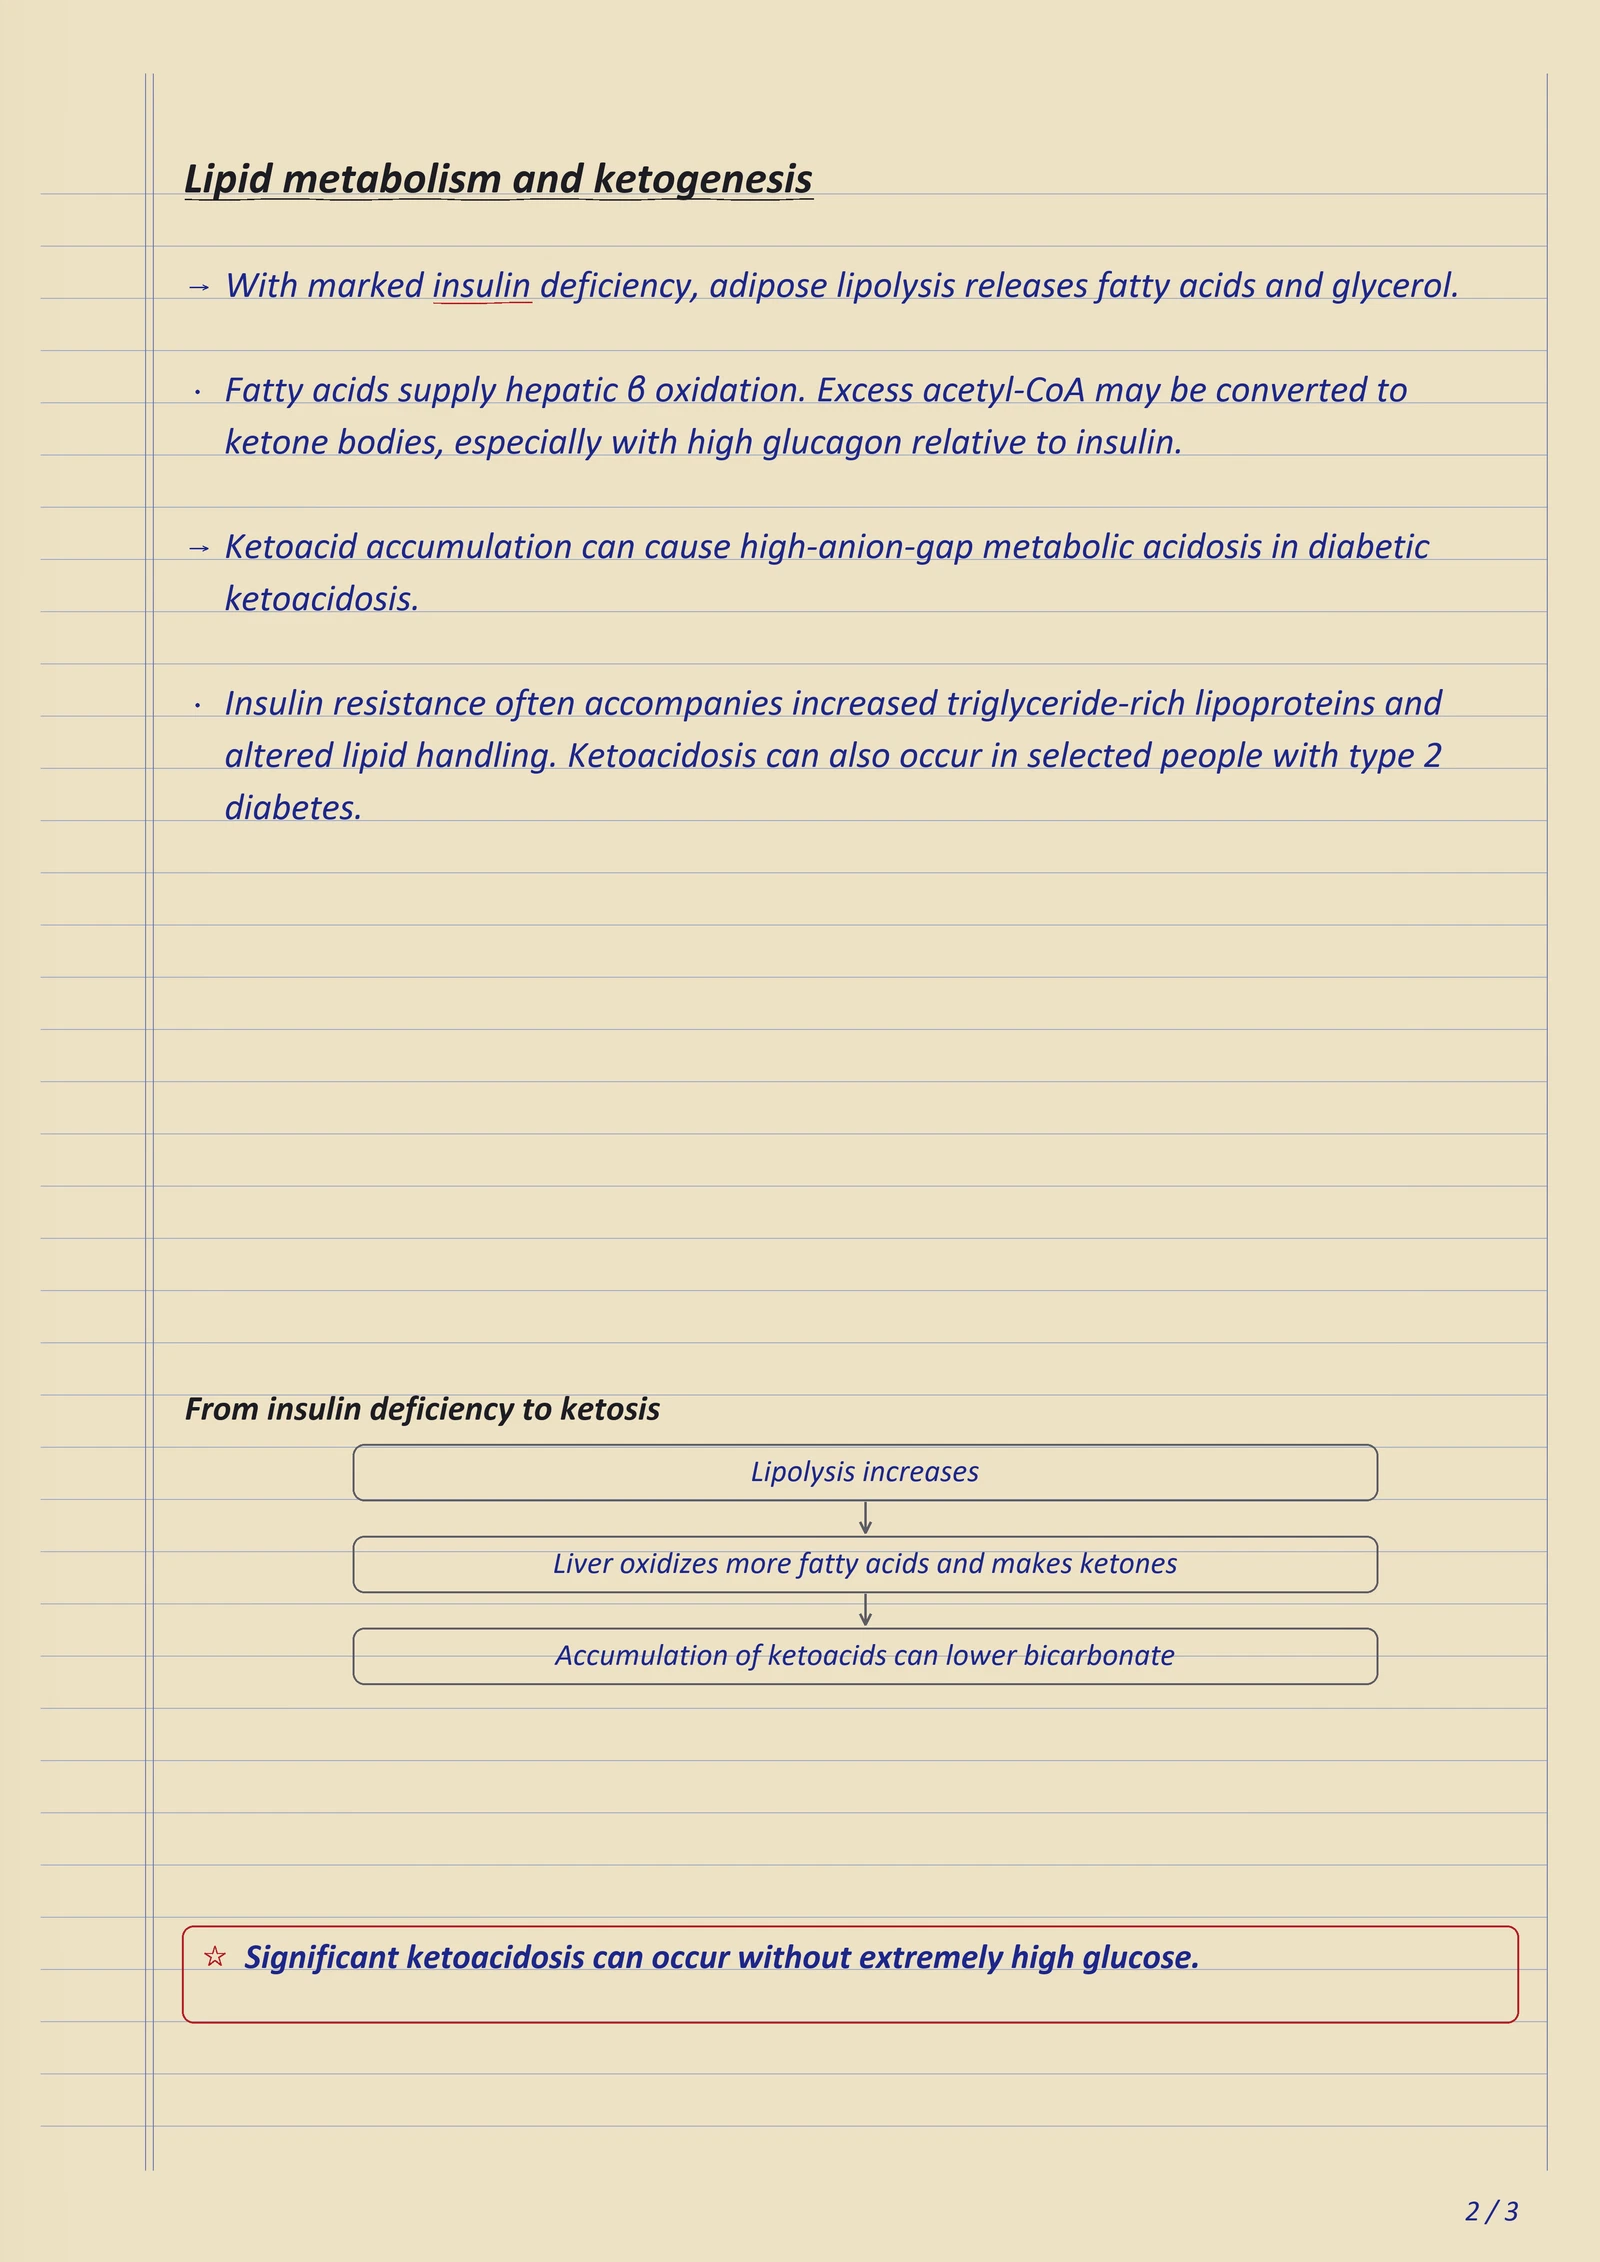 Lipid metabolism and ketogenesis
→ With marked insulin deficiency, adipose lipolysis releases fatty acids and glycerol.
· Fatty acids supply hepatic β oxidation. Excess acetyl-CoA may be converted to
ketone bodies, especially with high glucagon relative to insulin.
→ Ketoacid accumulation can cause high-anion-gap metabolic acidosis in diabetic
ketoacidosis.
· Insulin resistance often accompanies increased triglyceride-rich lipoproteins and
altered lipid handling. Ketoacidosis can also occur in selected people with type 2
diabetes.
From insulin deficiency to ketosis
Lipolysis increases
Liver oxidizes more fatty acids and makes ketones
Accumulation of ketoacids can lower bicarbonate
☆ Significant ketoacidosis can occur without extremely high glucose.
2 / 3